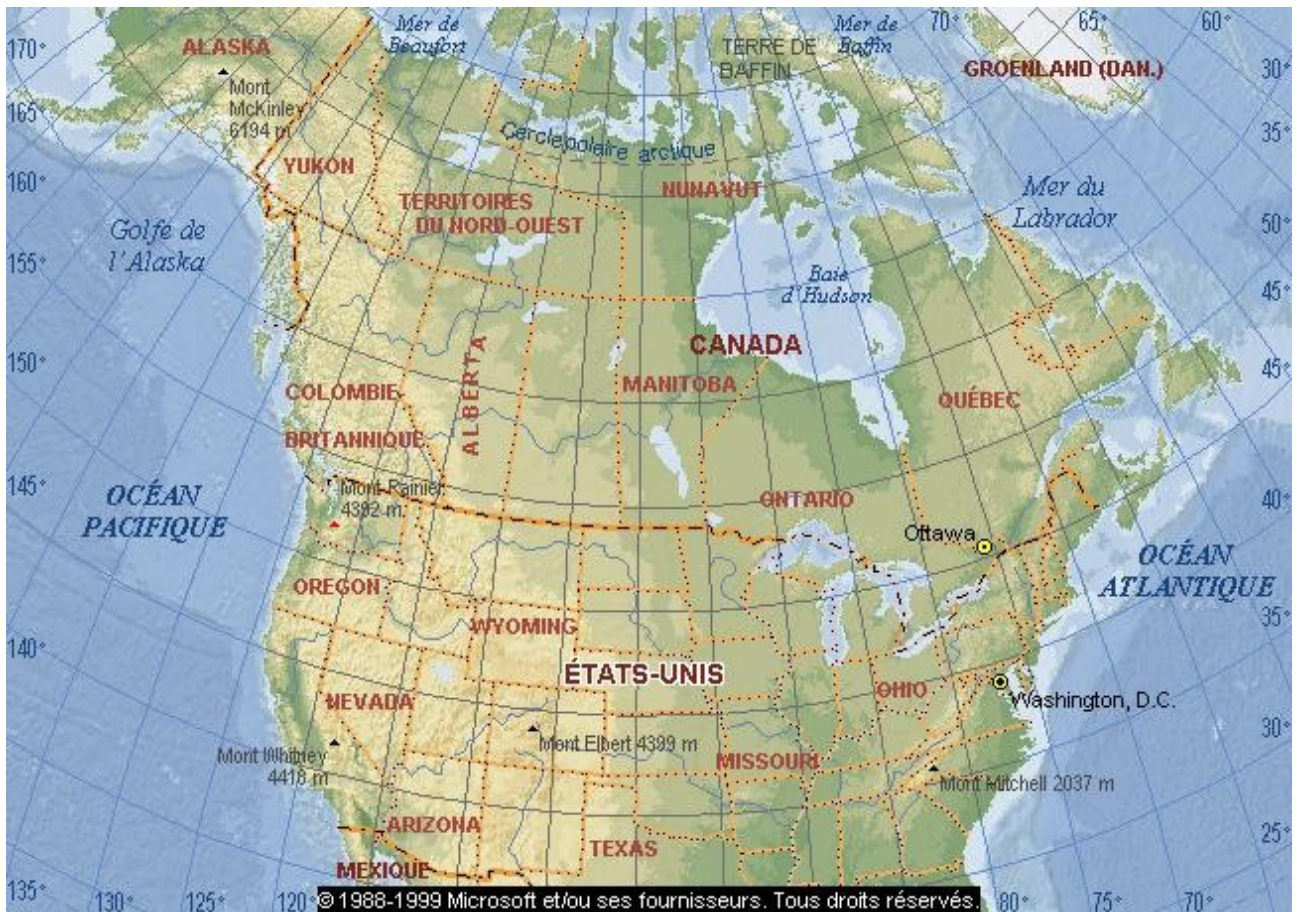 Mer de
Beaufort
Mer de
Baffin
70°
65°
60°
170°
ALASKA
TERRE DE
BAFFIN
GROENLAND (DAN.)
30°
Mont
McKinley
6194 m
165°
35°
Cercle polaire arctique
YUKON
NUNAVUT
160°
40°
TERRITOIRES
DU NORD-OUEST
Mer du
Labrador
50°
Golfe de
l'Alaska
155°
Baie
d'Hudson
45°
CANADA
150°
45°
COLOMBIE
BRITANNIQUE
ALBERTA
MANITOBA
QUÉBEC
145°
Mont Rainier
4392 m
OCÉAN
PACIFIQUE
ONTARIO
40°
Ottawa
OCÉAN
ATLANTIQUE
OREGON
35°
WYOMING
140°
ÉTATS-UNIS
NEVADA
OHIO
Washington, D.C.
30°
Mont Whitney
4418 m
Mont Elbert 4399 m
MISSOURI
Mont Mitchell 2037 m
ARIZONA
TEXAS
25°
MEXIQUE
135°
130°
125°
120°
© 1988-1999 Microsoft et/ou ses fournisseurs. Tous droits réservés.
80°
75°
70°